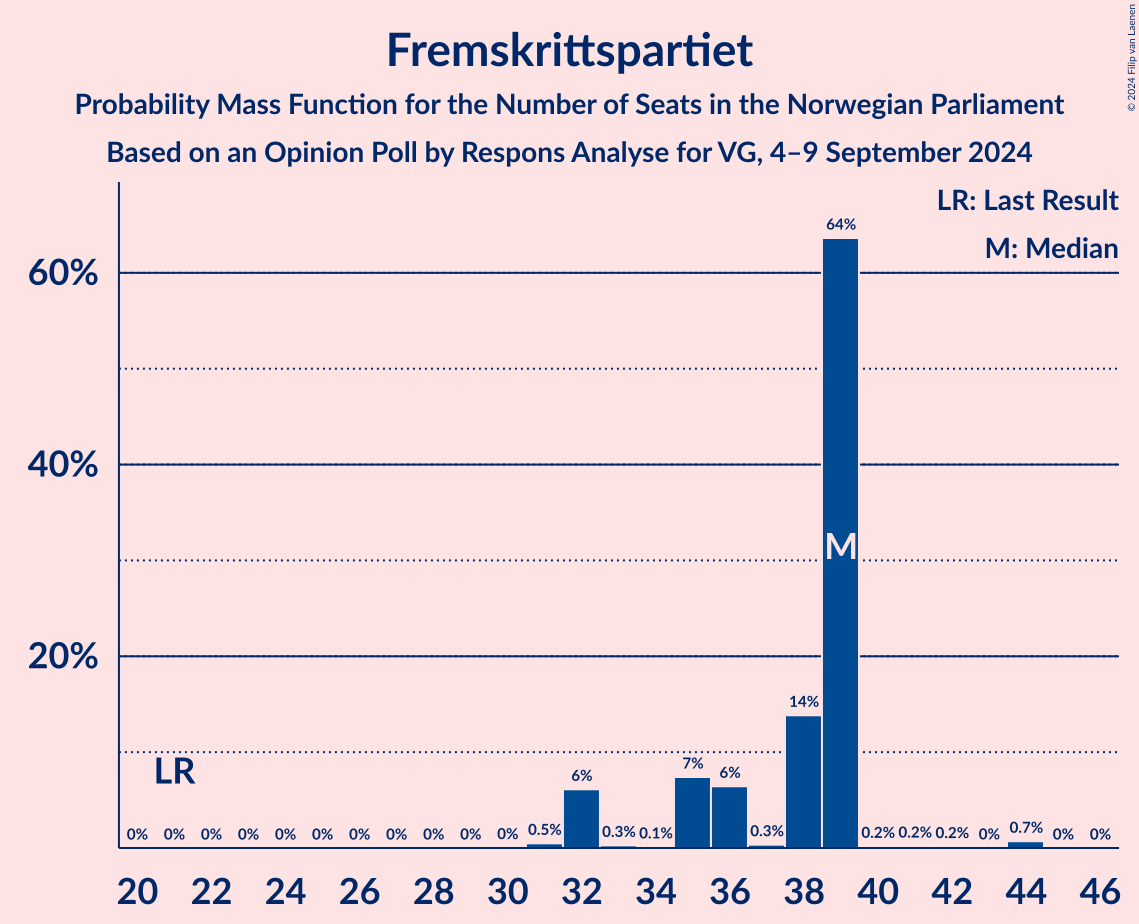 Fremskrittspartiet
Probability Mass Function for the Number of Seats in the Norwegian Parliament
Based on an Opinion Poll by Respons Analyse for VG, 4–9 September 2024
© 2024 Filip van Laenen
LR: Last Result
M: Median
60%
40%
20%
64%
M
14%
LR
7%
6% 6%
0% 0% 0% 0% 0% 0% 0% 0% 0% 0% 0% 0.5% 0.3% 0.1% 0.3% 0.2% 0.2% 0.2% 0% 0.7% 0% 0%
20 22 24 26 28 30 32 34 36 38 40 42 44 46